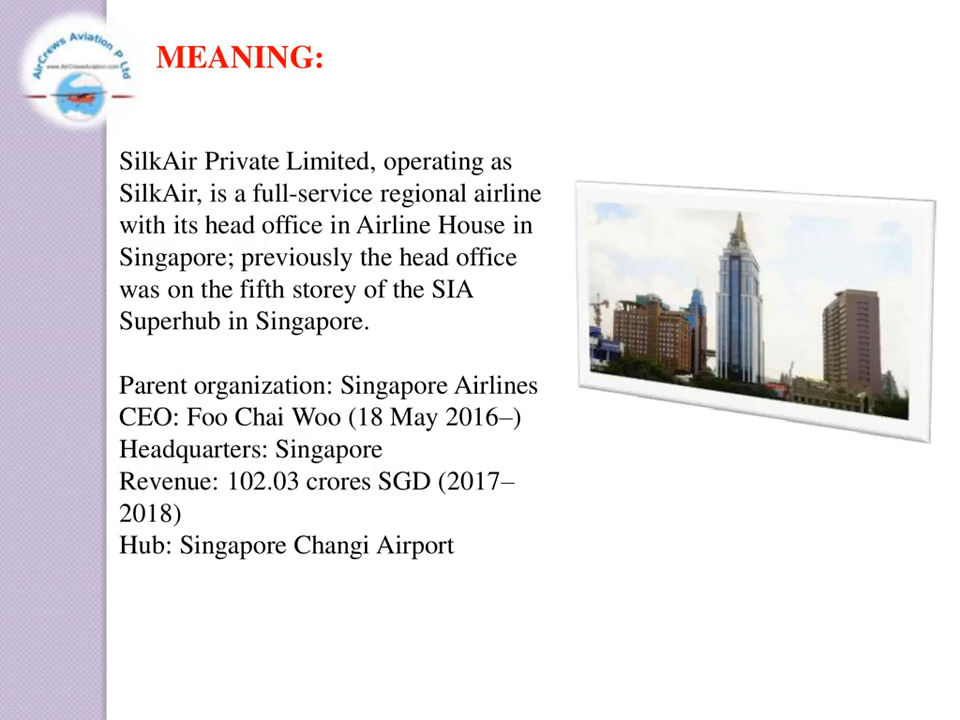 AirCrews Aviation P Ltd
www.AirCrewsAviation.com
MEANING:
SilkAir Private Limited, operating as
SilkAir, is a full-service regional airline
with its head office in Airline House in
Singapore; previously the head office
was on the fifth storey of the SIA
Superhub in Singapore.
Parent organization: Singapore Airlines
CEO: Foo Chai Woo (18 May 2016–)
Headquarters: Singapore
Revenue: 102.03 crores SGD (2017–
2018)
Hub: Singapore Changi Airport